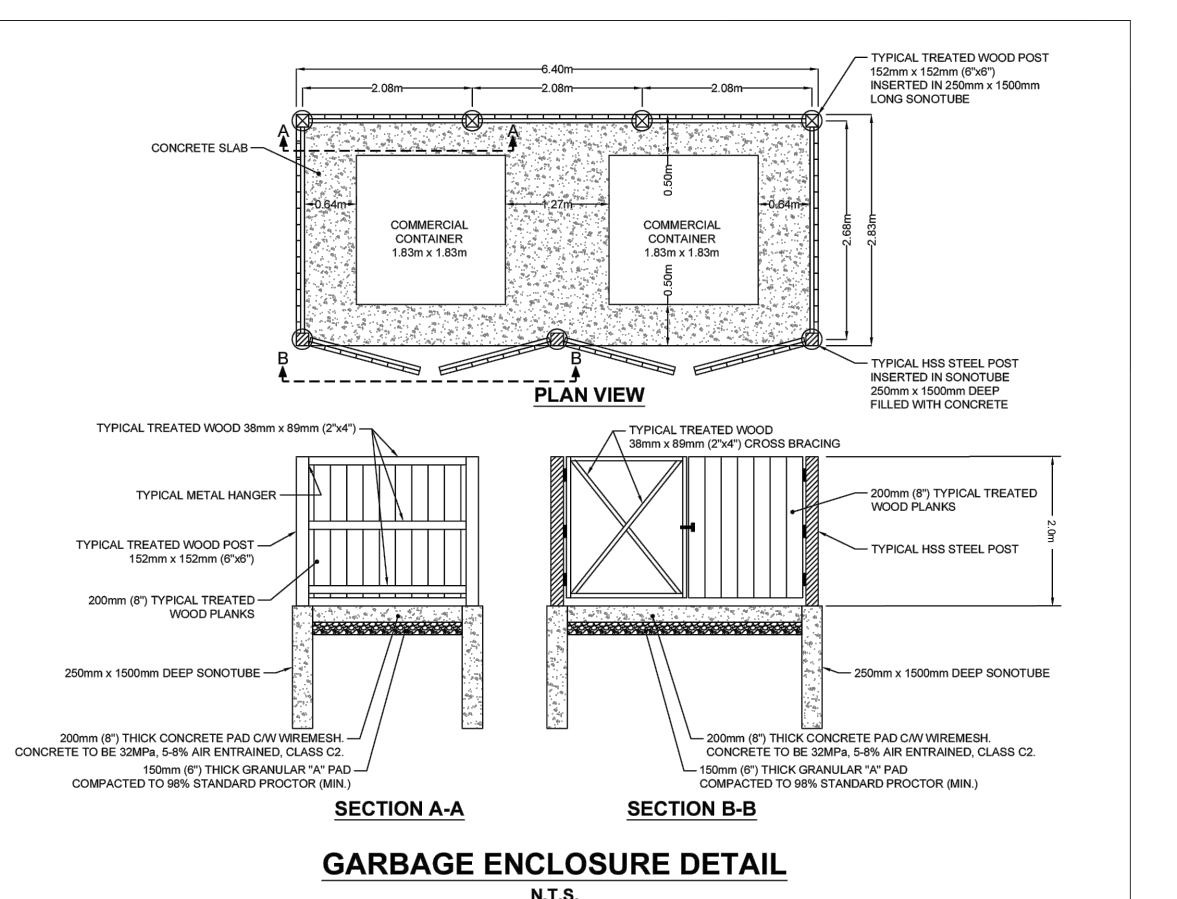 TYPICAL TREATED WOOD POST
152mm x 152mm (6"x6")
INSERTED IN 250mm x 1500mm
LONG SONOTUBE
6.40m
2.08m
2.08m
2.08m
A
A
CONCRETE SLAB
0.50m
0.64m
1.27m
0.64m
2.68m
2.83m
COMMERCIAL
CONTAINER
1.83m x 1.83m
COMMERCIAL
CONTAINER
1.83m x 1.83m
0.50m
B
B
PLAN VIEW
TYPICAL HSS STEEL POST
INSERTED IN SONOTUBE
250mm x 1500mm DEEP
FILLED WITH CONCRETE
TYPICAL TREATED WOOD 38mm x 89mm (2"x4")
TYPICAL METAL HANGER
TYPICAL TREATED WOOD POST
152mm x 152mm (6"x6")
200mm (8") TYPICAL TREATED
WOOD PLANKS
250mm x 1500mm DEEP SONOTUBE
200mm (8") THICK CONCRETE PAD C/W WIREMESH.
CONCRETE TO BE 32MPa, 5-8% AIR ENTRAINED, CLASS C2.
150mm (6") THICK GRANULAR "A" PAD
COMPACTED TO 98% STANDARD PROCTOR (MIN.)
SECTION A-A
TYPICAL TREATED WOOD
38mm x 89mm (2"x4") CROSS BRACING
200mm (8") TYPICAL TREATED
WOOD PLANKS
2.0m
TYPICAL HSS STEEL POST
250mm x 1500mm DEEP SONOTUBE
200mm (8") THICK CONCRETE PAD C/W WIREMESH.
CONCRETE TO BE 32MPa, 5-8% AIR ENTRAINED, CLASS C2.
150mm (6") THICK GRANULAR "A" PAD
COMPACTED TO 98% STANDARD PROCTOR (MIN.)
SECTION B-B
GARBAGE ENCLOSURE DETAIL
N.T.S.